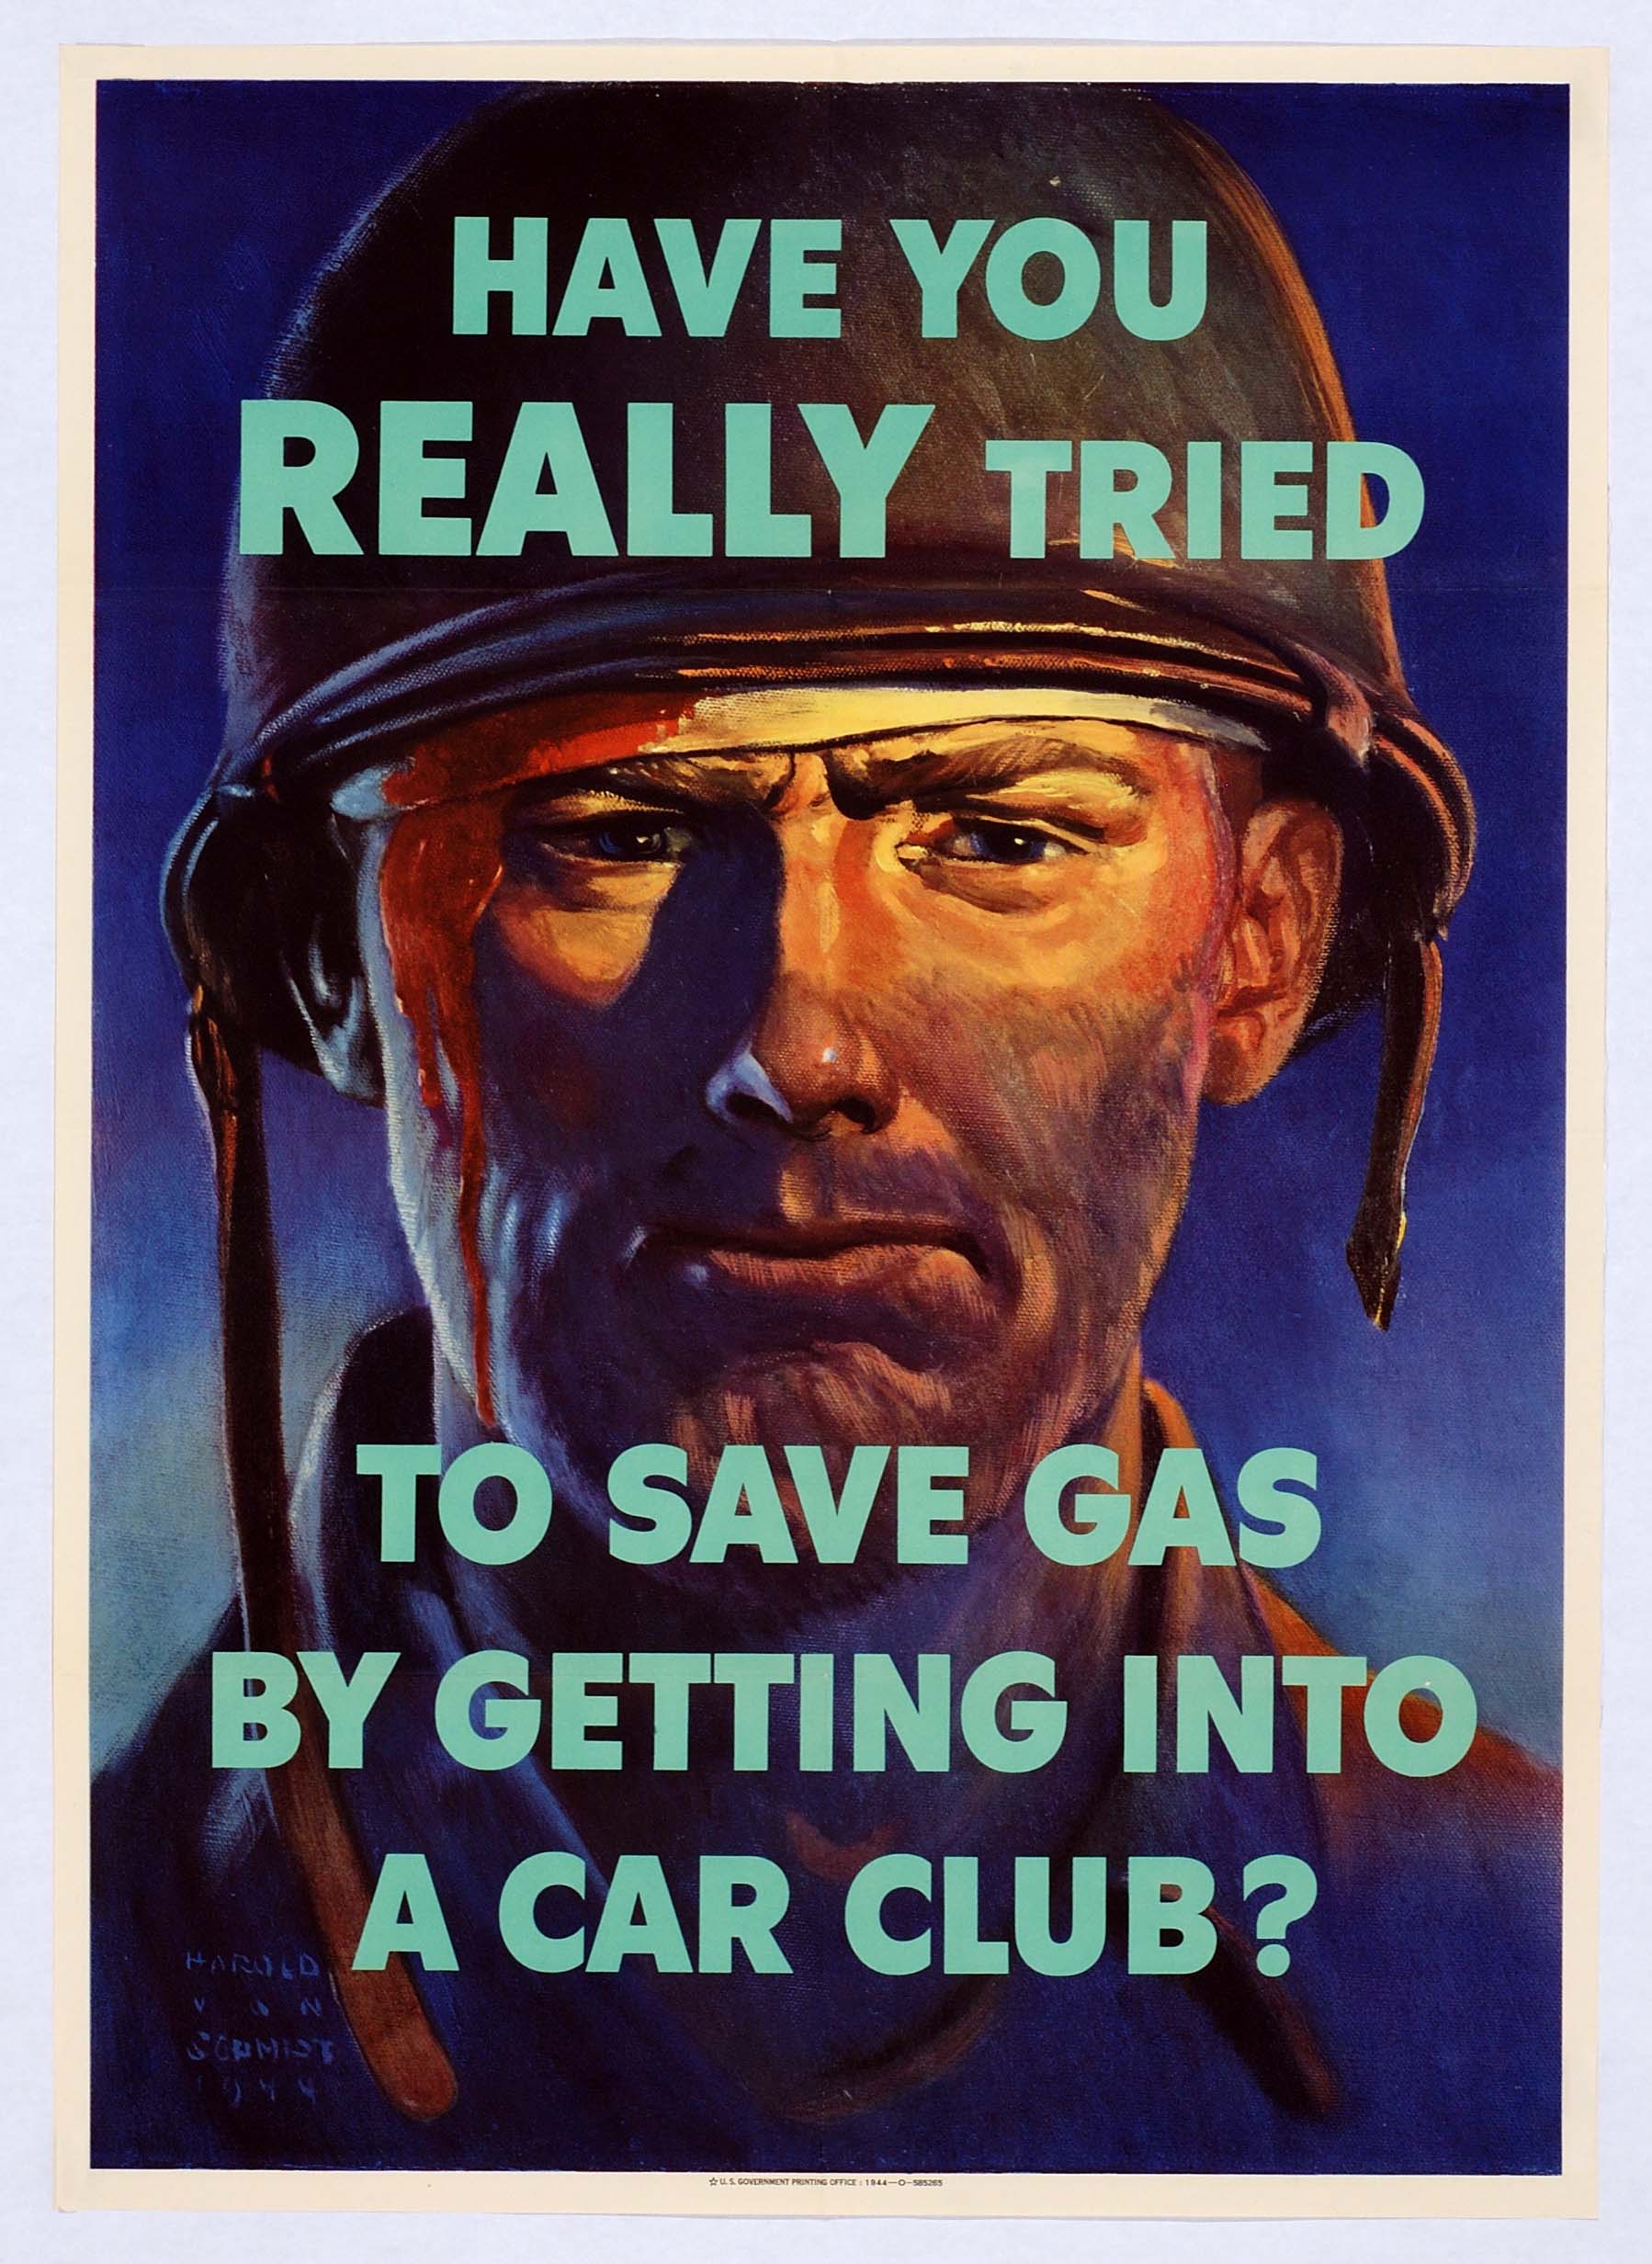 HAVE YOU
REALLY TRIED
TO SAVE GAS
BY GETTING INTO
A CAR CLUB?
HAROLD
VON
SCHMIDT
1944
☆ U. S. GOVERNMENT PRINTING OFFICE : 1944—O-585265